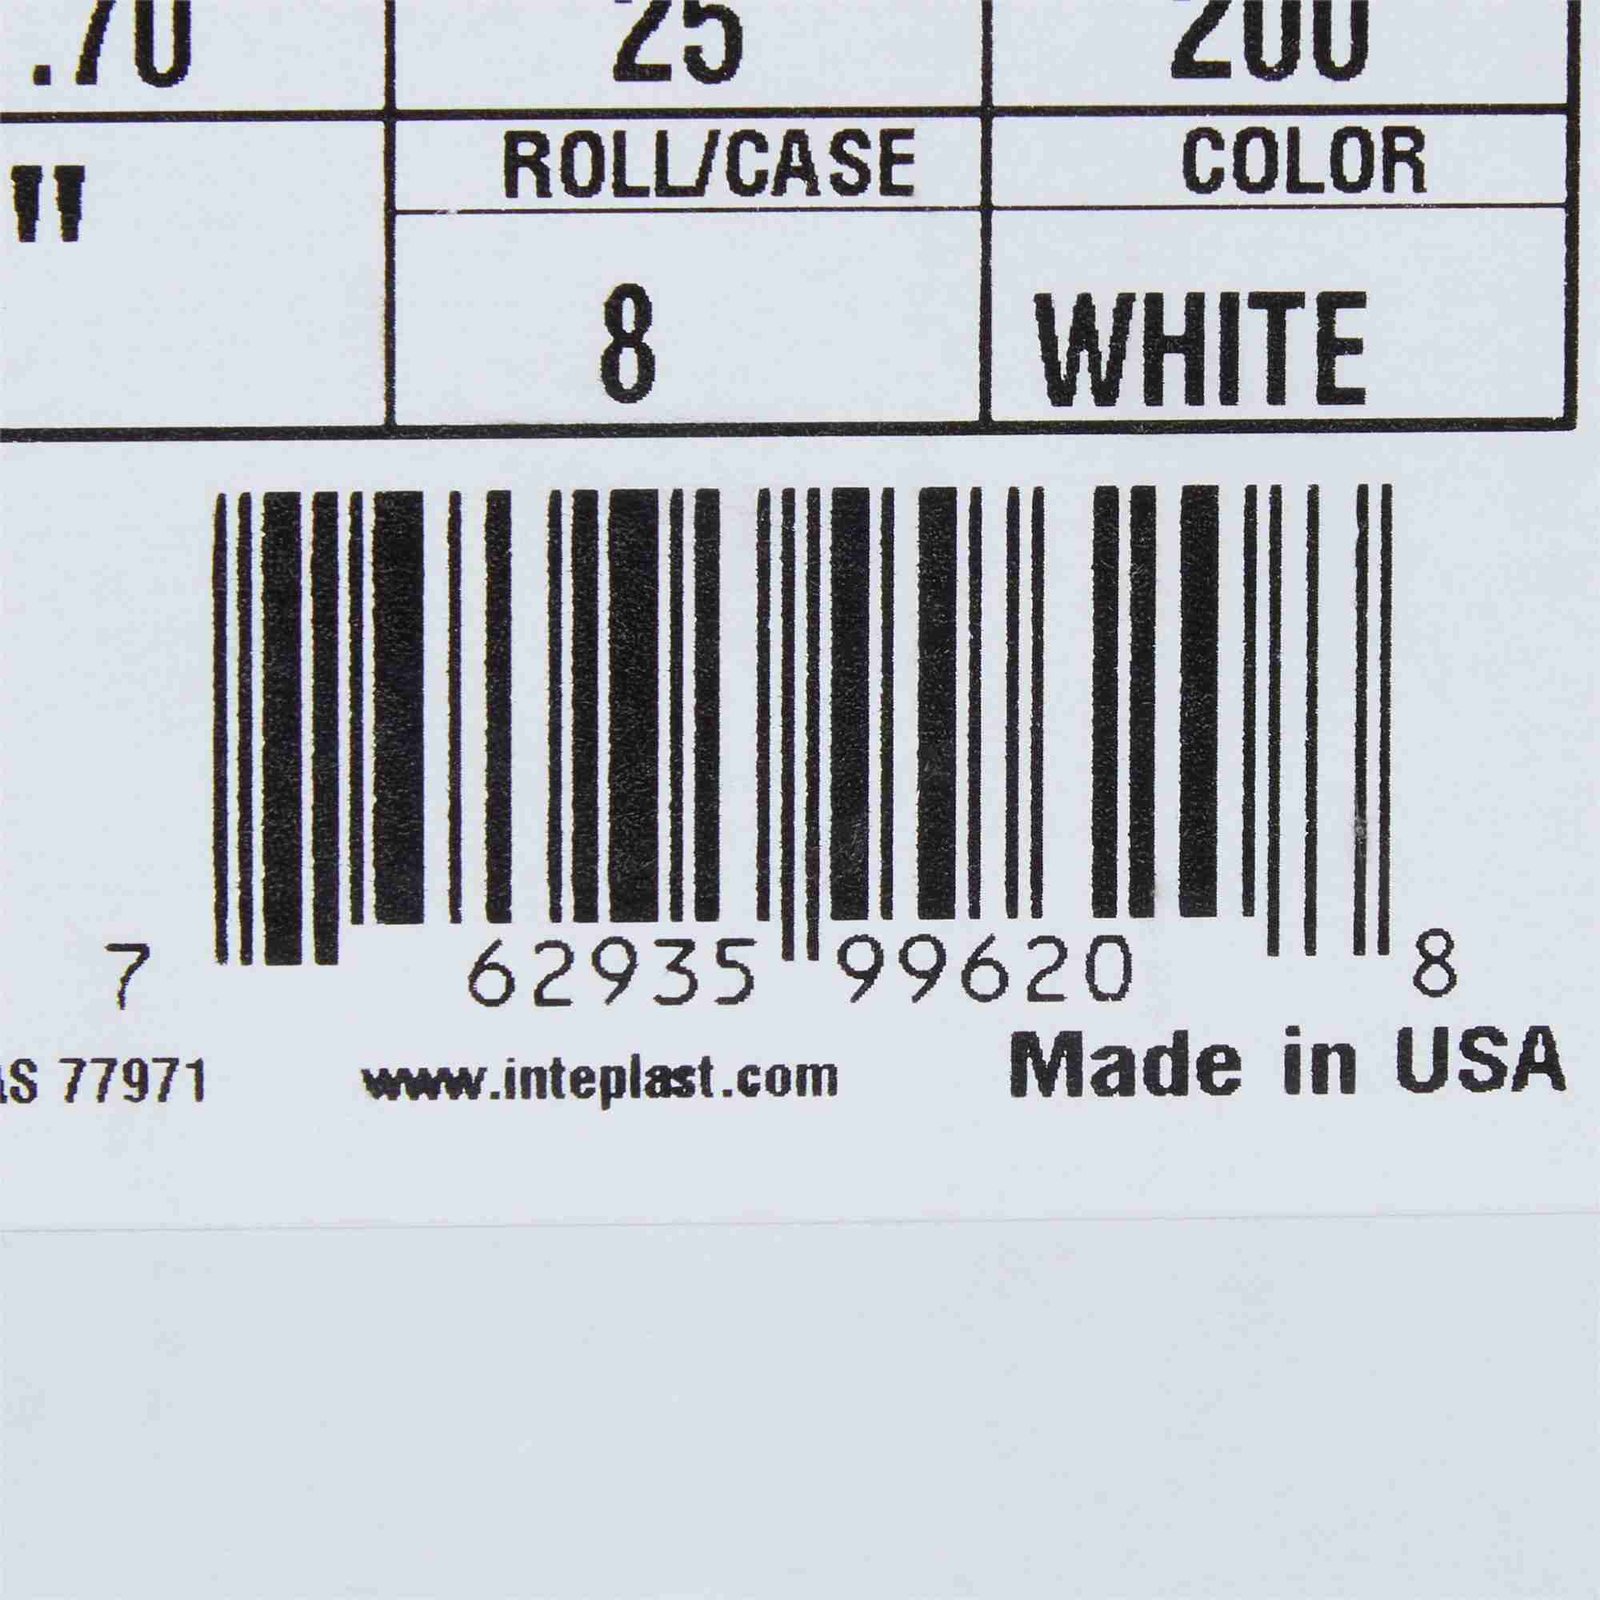 .70 25 200
" ROLL/CASE COLOR
8 WHITE
7 62935 99620 8
77971 www.inteplast.com Made in USA